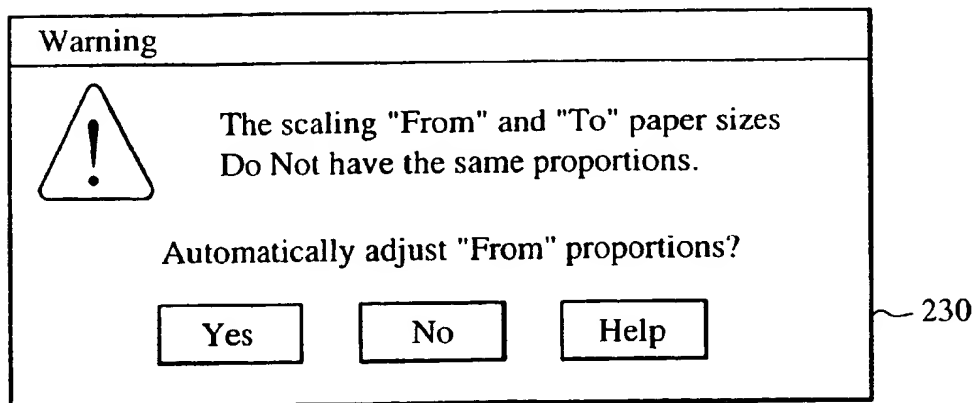 Warning
!
The scaling "From" and "To" paper sizes
Do Not have the same proportions.
Automatically adjust "From" proportions?
Yes No Help
230